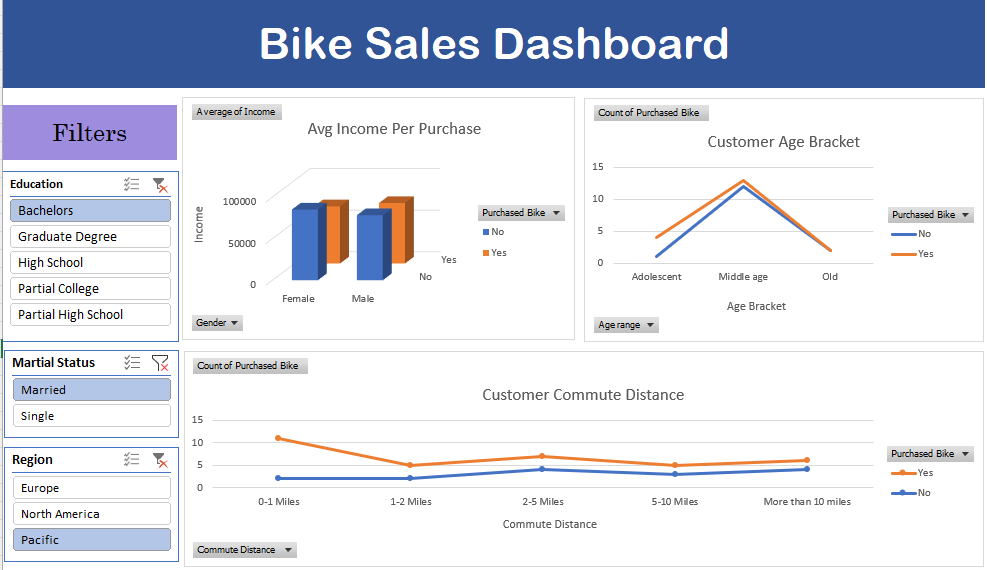 Bike Sales Dashboard
Filters
Education
Bachelors
Graduate Degree
High School
Partial College
Partial High School
Martial Status
Married
Single
Region
Europe
North America
Pacific
Average of Income
Avg Income Per Purchase
Income
100000
50000
0
Female
Male
Yes
No
Purchased Bike
No
Yes
Gender
Count of Purchased Bike
Customer Age Bracket
15
10
5
0
Adolescent
Middle age
Old
Age Bracket
Purchased Bike
No
Yes
Age range
Count of Purchased Bike
Customer Commute Distance
15
10
5
0
0-1 Miles
1-2 Miles
2-5 Miles
5-10 Miles
More than 10 miles
Commute Distance
Purchased Bike
Yes
No
Commute Distance